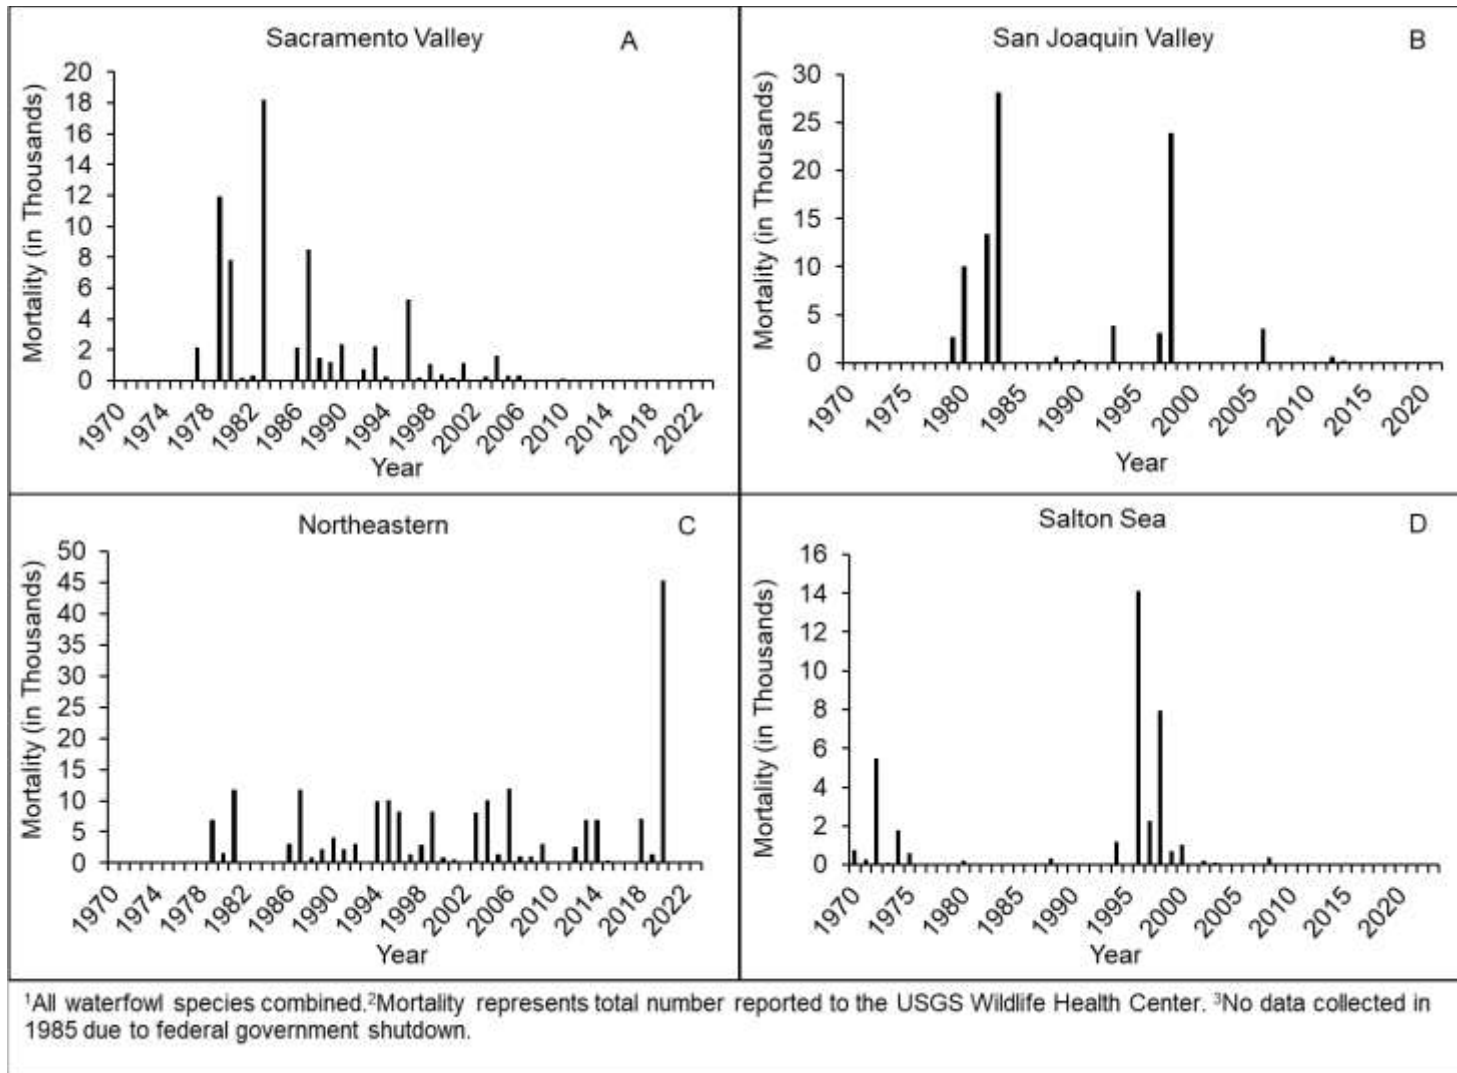 Sacramento Valley A
Mortality (in Thousands)
20
18
16
14
12
10
8
6
4
2
0
1970 1974 1978 1982 1986 1990 1994 1998 2002 2006 2010 2014 2018 2022
Year
San Joaquin Valley B
Mortality (in Thousands)
30
25
20
15
10
5
0
1970 1975 1980 1985 1990 1995 2000 2005 2010 2015 2020
Year
Northeastern C
Mortality (in Thousands)
50
45
40
35
30
25
20
15
10
5
0
1970 1974 1978 1982 1986 1990 1994 1998 2002 2006 2010 2014 2018 2022
Year
Salton Sea D
Mortality (in Thousands)
16
14
12
10
8
6
4
2
0
1970 1975 1980 1985 1990 1995 2000 2005 2010 2015 2020
Year
¹All waterfowl species combined.²Mortality represents total number reported to the USGS Wildlife Health Center. ³No data collected in
1985 due to federal government shutdown.